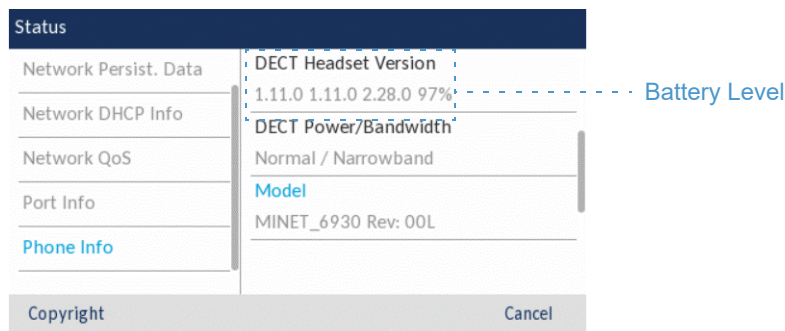 Status
Network Persist. Data
Network DHCP Info
Network QoS
Port Info
Phone Info
DECT Headset Version
1.11.0 1.11.0 2.28.0 97%
DECT Power/Bandwidth
Normal / Narrowband
Model
MINET_6930 Rev: 00L
Battery Level
Copyright
Cancel